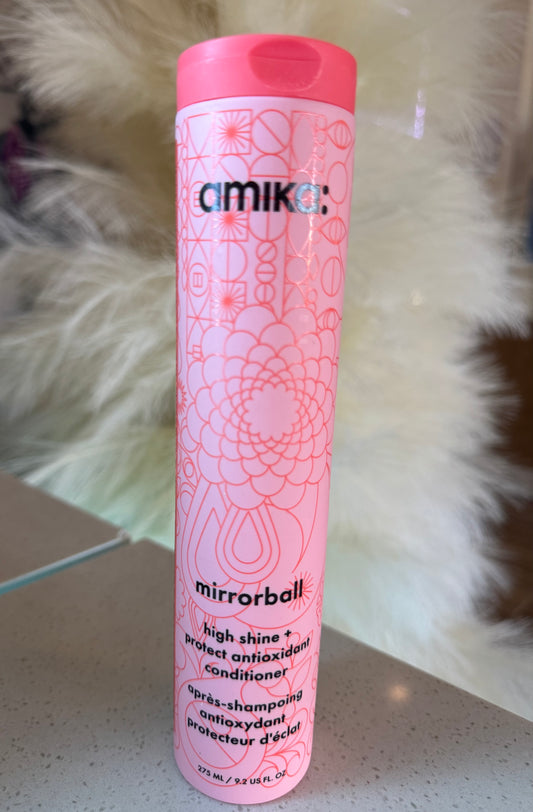 amika:
mirrorball
high shine +
protect antioxidant
conditioner
après-shampoing
antioxydant
protecteur d'éclat
275 ML / 9.2 US FL. OZ